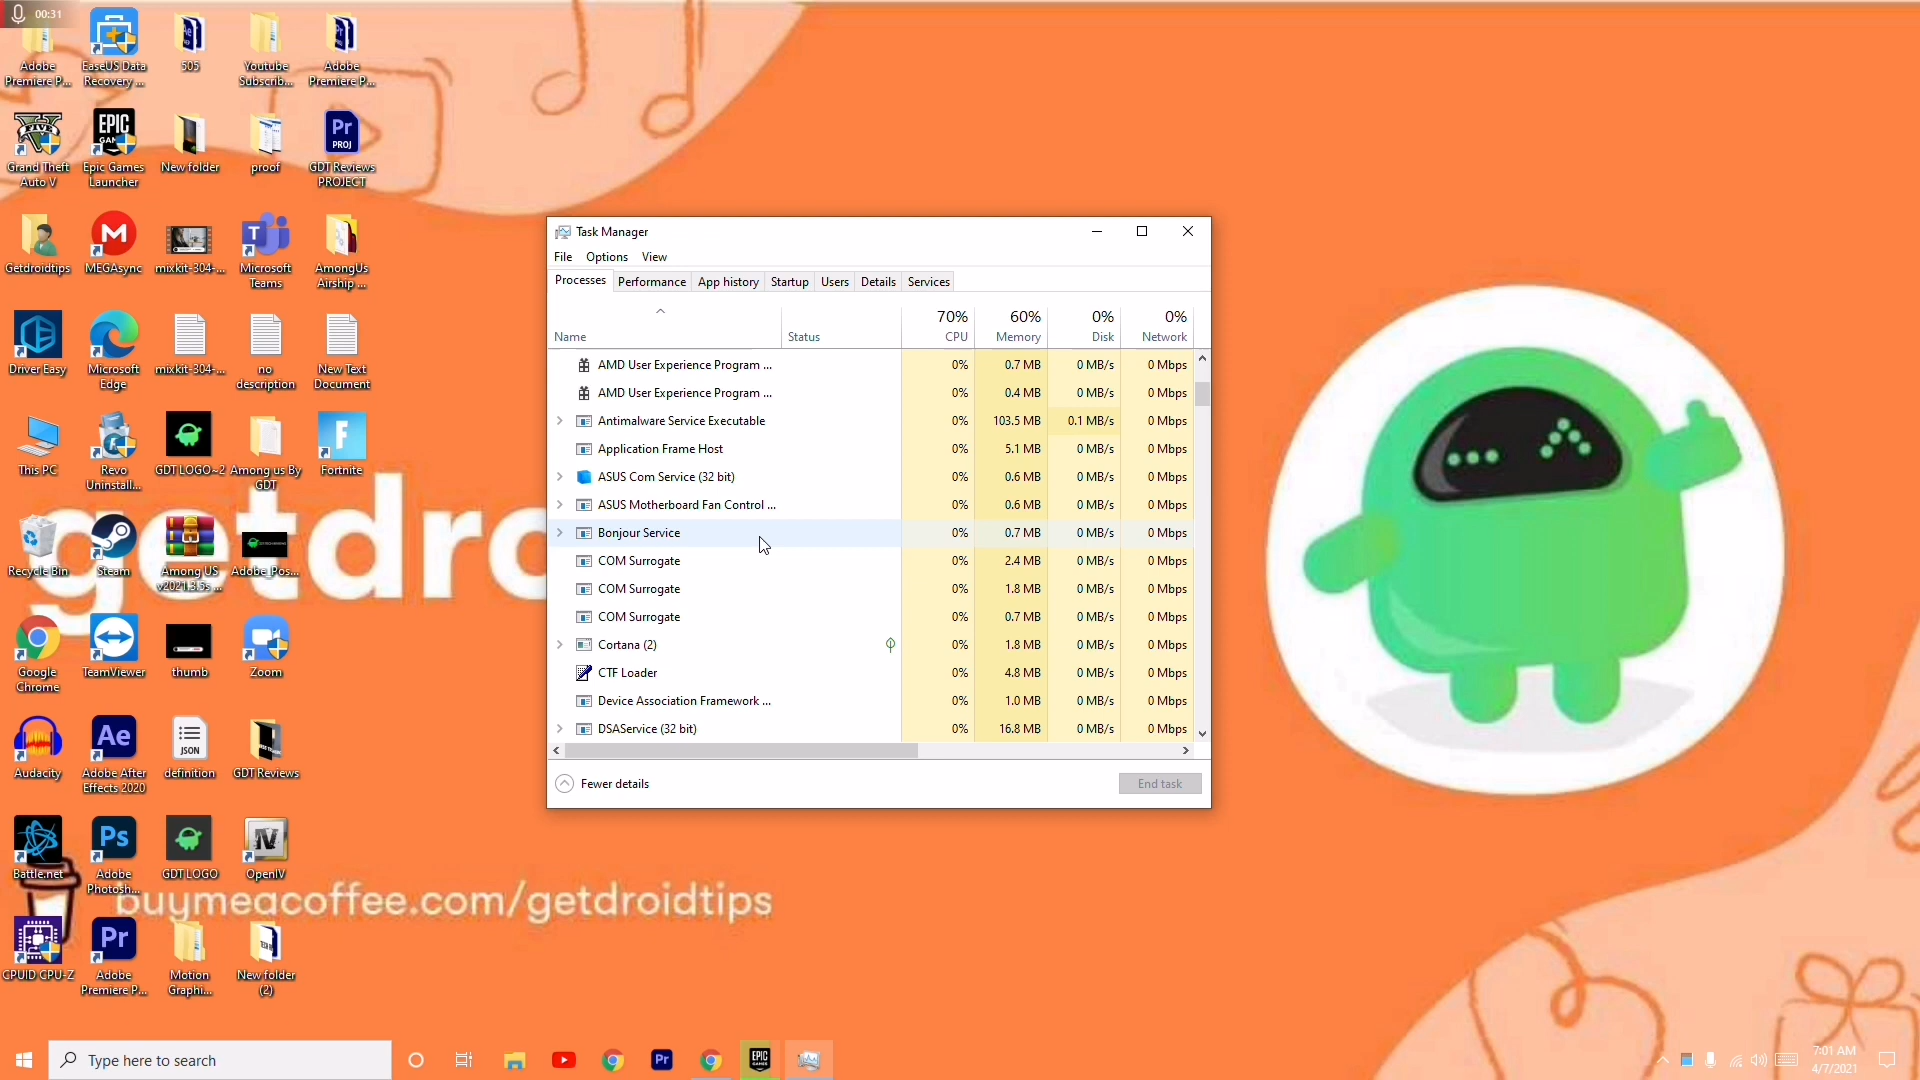 00:31
Adobe
Premiere P...
EaseUS Data
Recovery ...
505
Youtube
Subscrib...
Adobe
Premiere P...
Grand Theft
Auto V
Epic Games
Launcher
New folder
proof
GDT Reviews
PROJECT
Getdroidtips
MEGAsync
mixkit-304-...
Microsoft
Teams
AmongUs
Airship ...
Driver Easy
Microsoft
Edge
mixkit-304-...
no
description
New Text
Document
This PC
Revo
Uninstall...
GDT LOGO~2
Among us By
GDT
Fortnite
Recycle Bin
Steam
Among US
v2021.3.5s ...
Adobe_Pos...
getdro
Google
Chrome
TeamViewer
thumb
Zoom
Audacity
Adobe After
Effects 2020
definition
GDT Reviews
Battle.net
Adobe
Photosh...
GDT LOGO
OpenIV
buymeacoffee.com/getdroidtips
CPUID CPU-Z
Adobe
Premiere P...
Motion
Graphi...
New folder
(2)
Task Manager
File Options View
Processes Performance App history Startup Users Details Services
70% 60% 0% 0%
Name Status CPU Memory Disk Network
AMD User Experience Program ... 0% 0.7 MB 0 MB/s 0 Mbps
AMD User Experience Program ... 0% 0.4 MB 0 MB/s 0 Mbps
Antimalware Service Executable 0% 103.5 MB 0.1 MB/s 0 Mbps
Application Frame Host 0% 5.1 MB 0 MB/s 0 Mbps
ASUS Com Service (32 bit) 0% 0.6 MB 0 MB/s 0 Mbps
ASUS Motherboard Fan Control ... 0% 0.6 MB 0 MB/s 0 Mbps
Bonjour Service 0% 0.7 MB 0 MB/s 0 Mbps
COM Surrogate 0% 2.4 MB 0 MB/s 0 Mbps
COM Surrogate 0% 1.8 MB 0 MB/s 0 Mbps
COM Surrogate 0% 0.7 MB 0 MB/s 0 Mbps
Cortana (2) 0% 1.8 MB 0 MB/s 0 Mbps
CTF Loader 0% 4.8 MB 0 MB/s 0 Mbps
Device Association Framework ... 0% 1.0 MB 0 MB/s 0 Mbps
DSAService (32 bit) 0% 16.8 MB 0 MB/s 0 Mbps
Fewer details
End task
Type here to search
7:01 AM
4/7/2021